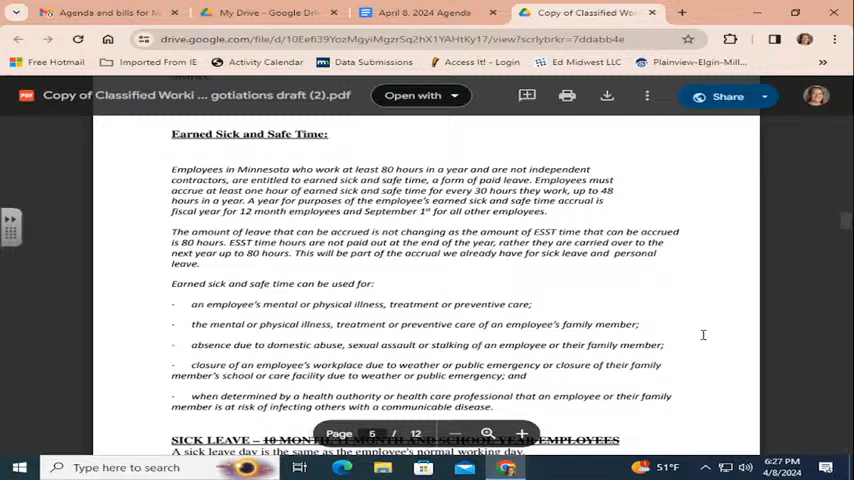 Agenda and bills for M
My Drive – Google Dri
April 8. 2024 Agenda
Copy of Classified Wor
drive.google.com/file/d/10Eefi39YozMgyiMgzrSq2hX1YAHtKy17/view?scrlybrkr=7ddabb4e
Free Hotmail
Imported From IE
Activity Calendar
Data Submissions
Access It! - Login
Ed Midwest LLC
Plainview-Elgin-Mill...
Copy of Classified Worki ... gotiations draft (2).pdf
Open with
Share
Earned Sick and Safe Time:
Employees in Minnesota who work at least 80 hours in a year and are not independent
contractors, are entitled to earned sick and safe time, a form of paid leave. Employees must
accrue at least one hour of earned sick and safe time for every 30 hours they work, up to 48
hours in a year. A year for purposes of the employee's earned sick and safe time accrual is
fiscal year for 12 month employees and September 1st for all other employees.
The amount of leave that can be accrued is not changing as the amount of ESST time that can be accrued
is 80 hours. ESST time hours are not paid out at the end of the year, rather they are carried over to the
next year up to 80 hours. This will be part of the accrual we already have for sick leave and personal
leave.
Earned sick and safe time can be used for:
· an employee's mental or physical illness, treatment or preventive care;
· the mental or physical illness, treatment or preventive care of an employee's family member;
· absence due to domestic abuse, sexual assault or stalking of an employee or their family member;
· closure of an employee's workplace due to weather or public emergency or closure of their family
member's school or care facility due to weather or public emergency; and
· when determined by a health authority or health care professional that an employee or their family
member is at risk of infecting others with a communicable disease.
Page 5 / 12
SICK LEAVE – 10 MONTH, MONTH AND SCHOOL YEAR EMPLOYEES
A sick leave day is the same as the employee's normal working day.
Type here to search
51°F
6:27 PM
4/8/2024